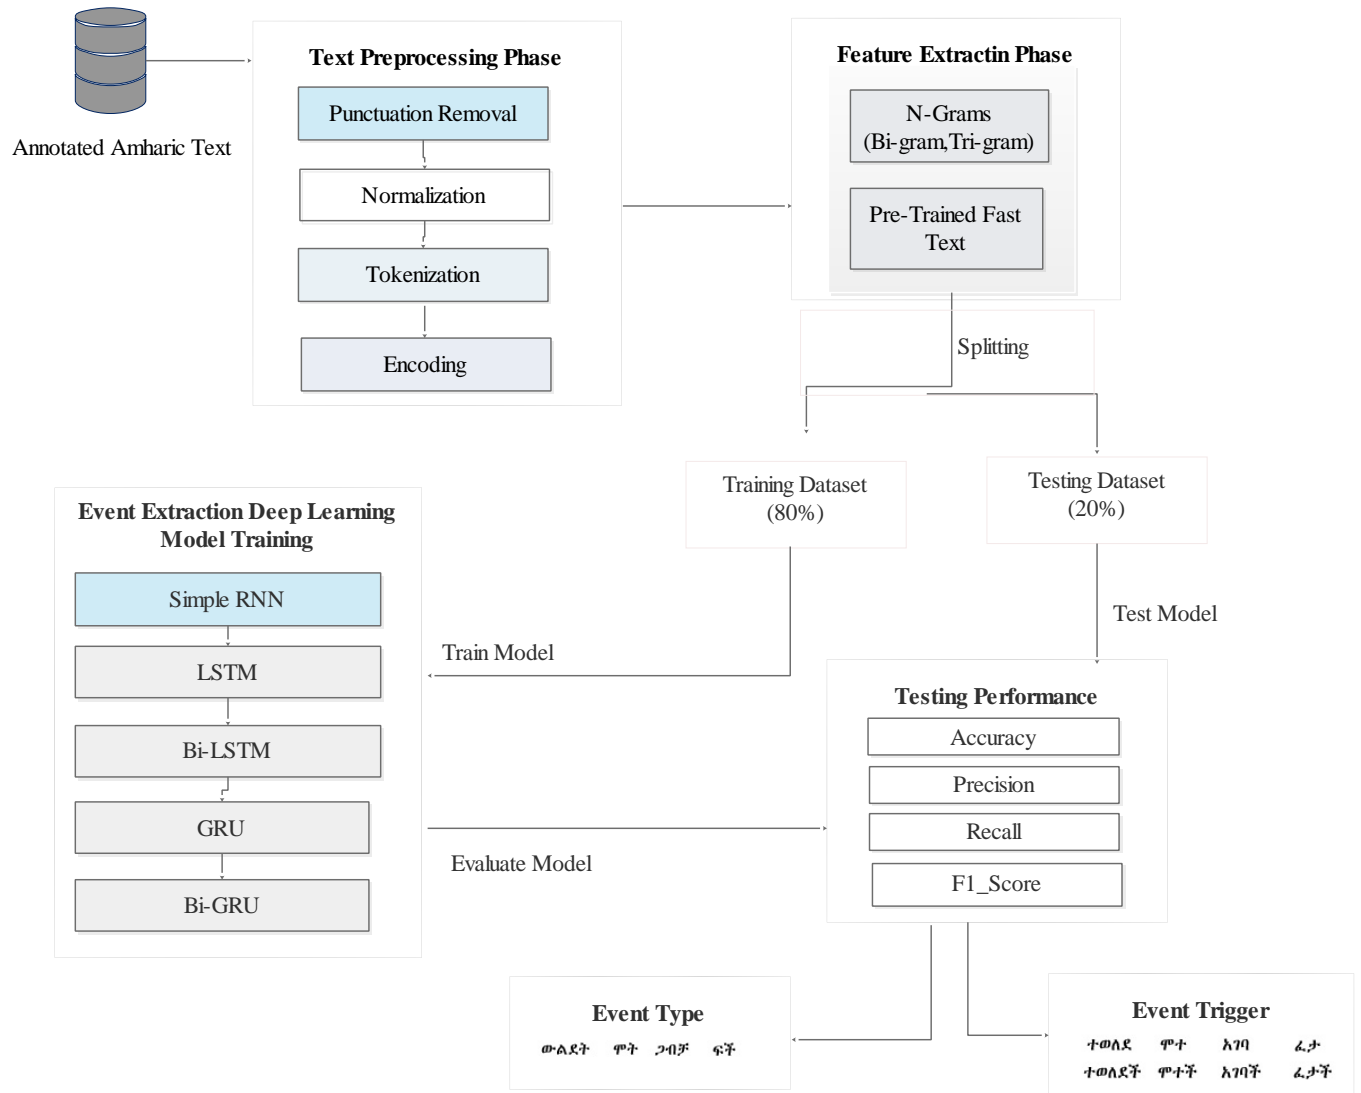 Annotated Amharic Text
Text Preprocessing Phase
Punctuation Removal
Normalization
Tokenization
Encoding
Feature Extractin Phase
N-Grams
(Bi-gram,Tri-gram)
Pre-Trained Fast
Text
Splitting
Training Dataset
(80%)
Testing Dataset
(20%)
Event Extraction Deep Learning
Model Training
Simple RNN
LSTM
Bi-LSTM
GRU
Bi-GRU
Train Model
Test Model
Evaluate Model
Testing Performance
Accuracy
Precision
Recall
F1_Score
Event Type
ውልደት ሞት ጋብቻ ፍች
Event Trigger
ተወለደ ሞተ አገባ ፈታ
ተወለደች ሞተች አገባች ፈታች